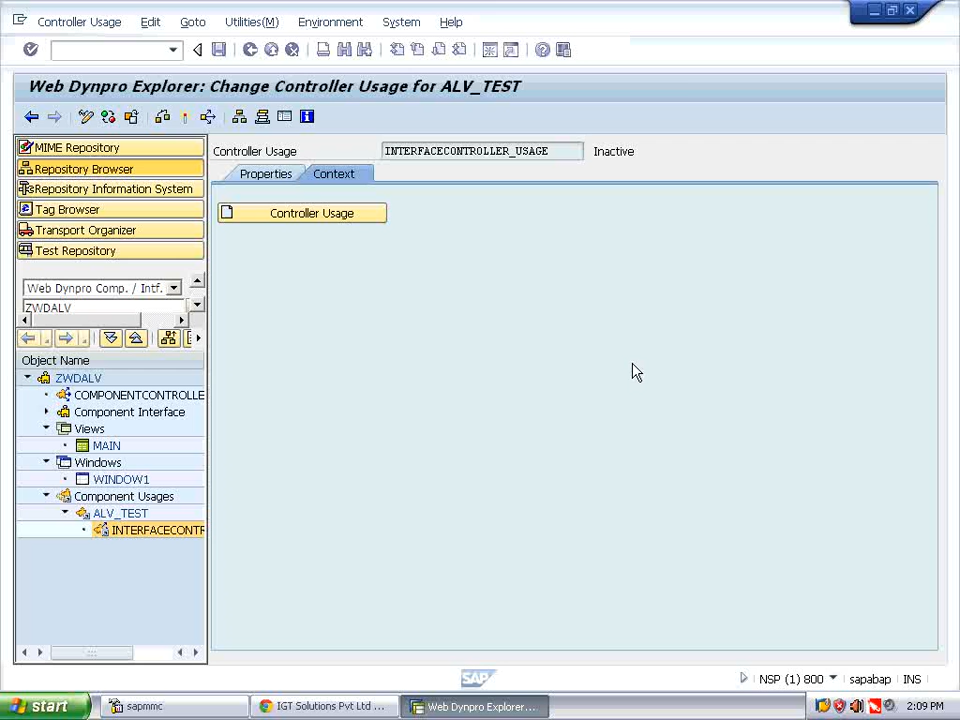 Controller Usage Edit Goto Utilities(M) Environment System Help
Web Dynpro Explorer: Change Controller Usage for ALV_TEST
MIME Repository
Repository Browser
Repository Information System
Tag Browser
Transport Organizer
Test Repository
Web Dynpro Comp. / Intf.
ZWDALV
Object Name
ZWDALV
COMPONENTCONTROLLE
Component Interface
Views
MAIN
Windows
WINDOW1
Component Usages
ALV_TEST
INTERFACECONTR
Controller Usage INTERFACECONTROLLER_USAGE Inactive
Properties Context
Controller Usage
SAP
NSP (1) 800 sapabap INS
start sapmmc IGT Solutions Pvt Ltd ... Web Dynpro Explorer... 2:09 PM